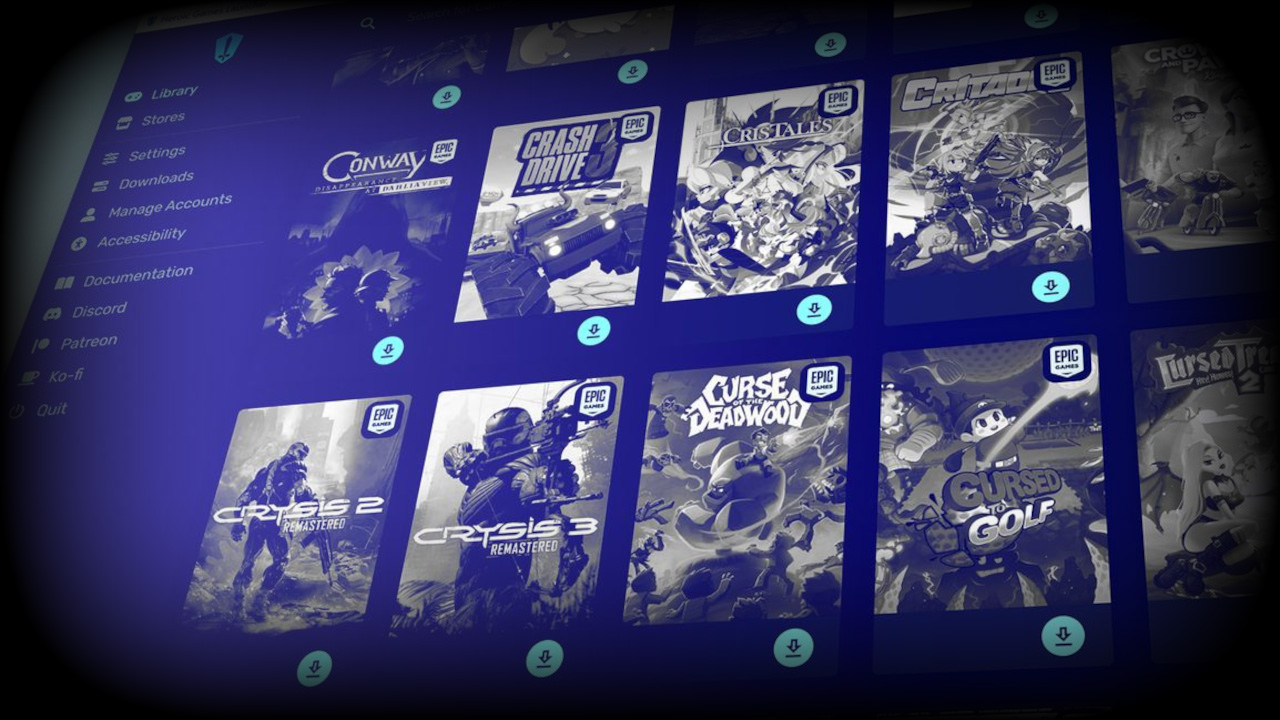 Library
Stores
Settings
Downloads
Manage Accounts
Accessibility
Documentation
Discord
Patreon
Ko-fi
Quit
CONWAY
DISAPPEARANCE AT DAHLIA VIEW
EPIC
GAMES
CRASH
DRIVE 3
EPIC
GAMES
CRIS TALES
EPIC
GAMES
EPIC
GAMES
CRYSIS 2
REMASTERED
EPIC
GAMES
CRYSIS 3
REMASTERED
EPIC
GAMES
CURSE
OF THE
DEADWOOD
EPIC
GAMES
CURSED
TO
GOLF
EPIC
GAMES
2